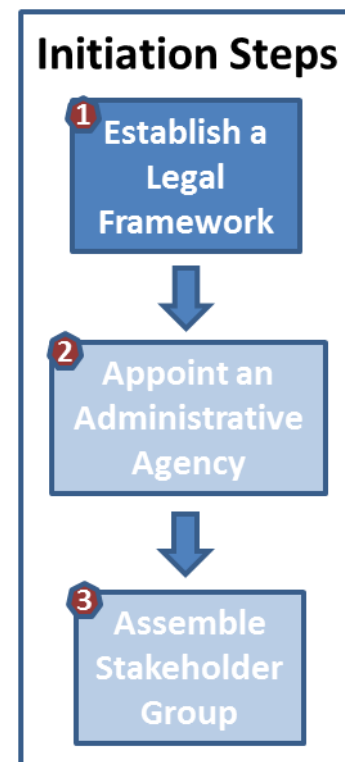 Initiation Steps
1
Establish a
Legal
Framework
2
Appoint an
Administrative
Agency
3
Assemble
Stakeholder
Group